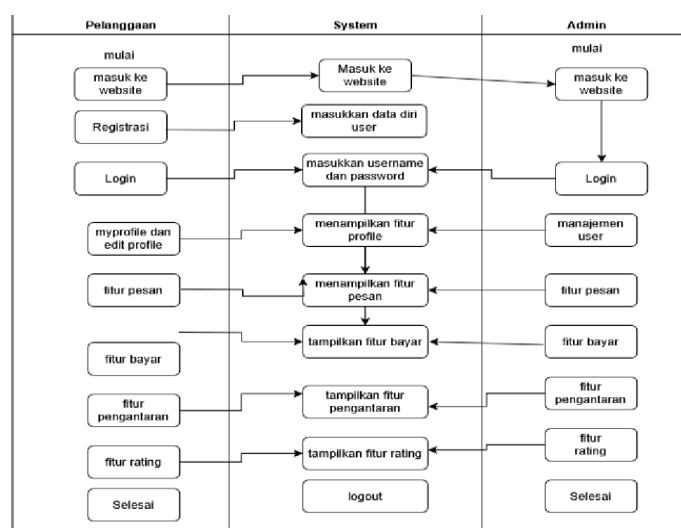 Pelanggaan
System
Admin
mulai
mulai
masuk ke
website
Masuk ke
website
masuk ke
website
Registrasi
masukkan data diri
user
Login
masukkan username
dan password
Login
myprofile dan
edit profile
menampilkan fitur
profile
manajemen
user
fitur pesan
menampilkan fitur
pesan
fitur pesan
fitur bayar
tampilkan fitur bayar
fitur bayar
fitur
pengantaran
tampilkan fitur
pengantaran
fitur
pengantaran
fitur rating
tampilkan fitur rating
fitur
rating
Selesai
logout
Selesai